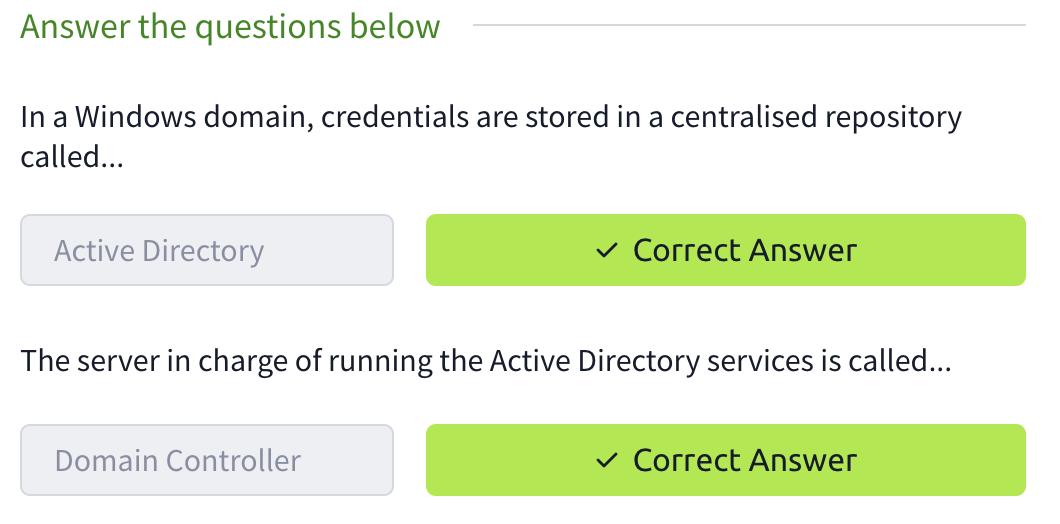 Answer the questions below
In a Windows domain, credentials are stored in a centralised repository
called...
Active Directory
✓ Correct Answer
The server in charge of running the Active Directory services is called...
Domain Controller
✓ Correct Answer